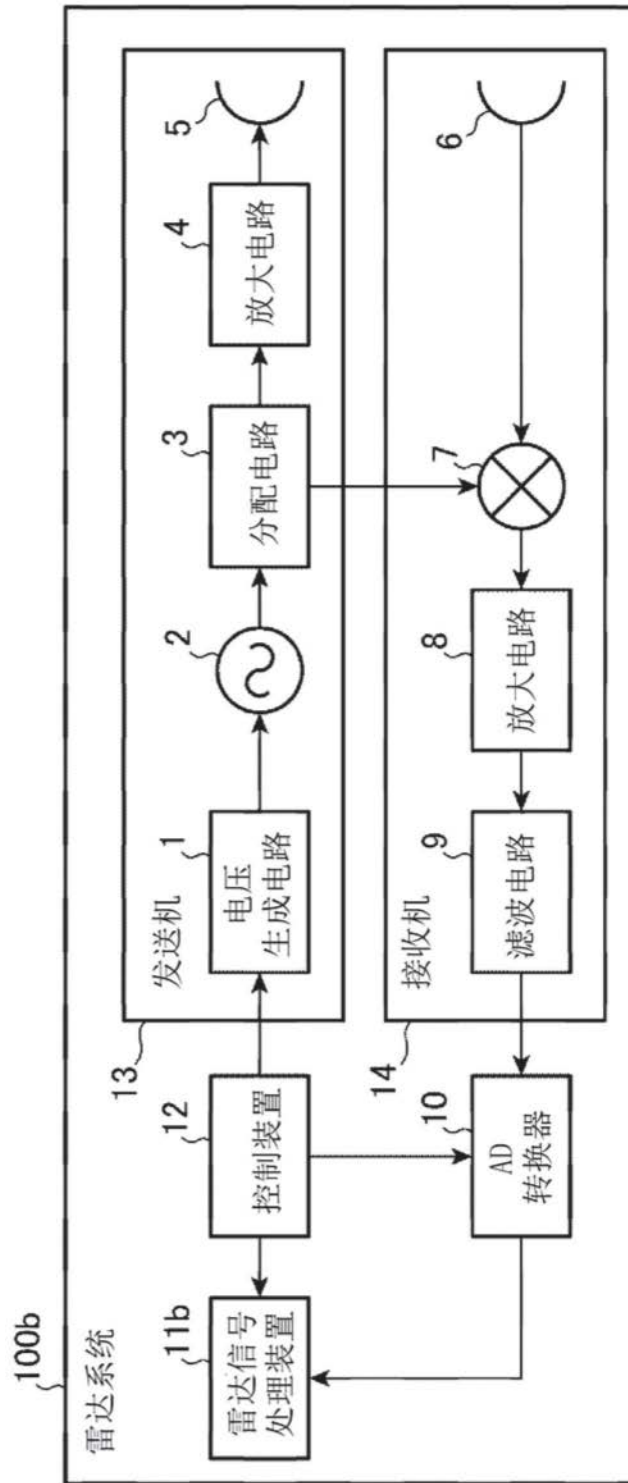 100b
雷达系统
11b
雷达信号
处理装置
12
控制装置
10
AD
转换器
13
发送机
1
电压
生成电路
2
3
分配电路
4
放大电路
5
14
接收机
9
滤波电路
8
放大电路
7
6